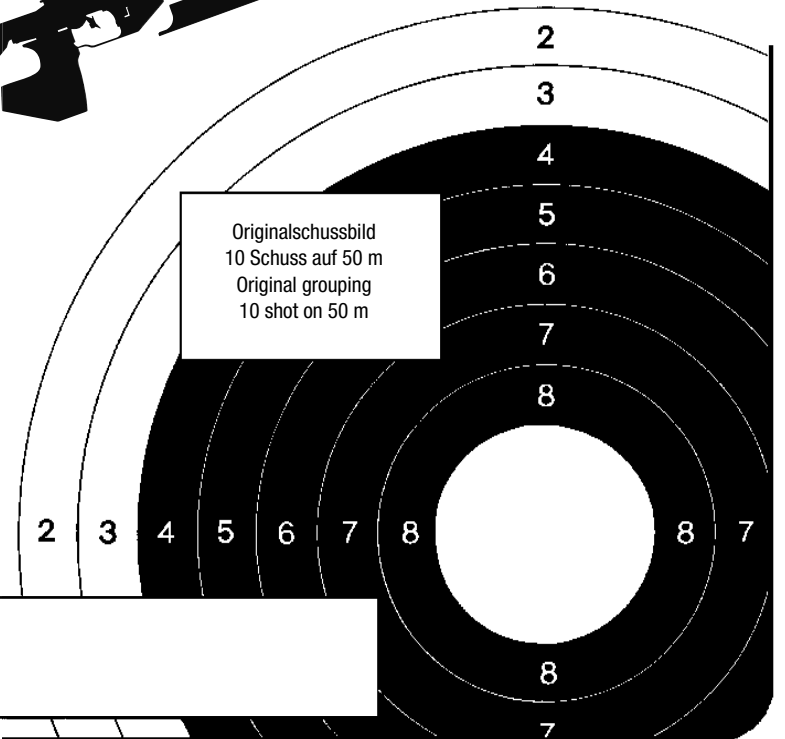 2
3
4
Originalschussbild
10 Schuss auf 50 m
Original grouping
10 shot on 50 m
5
6
7
8
2 3 4 5 6 7 8 8 7
8
7